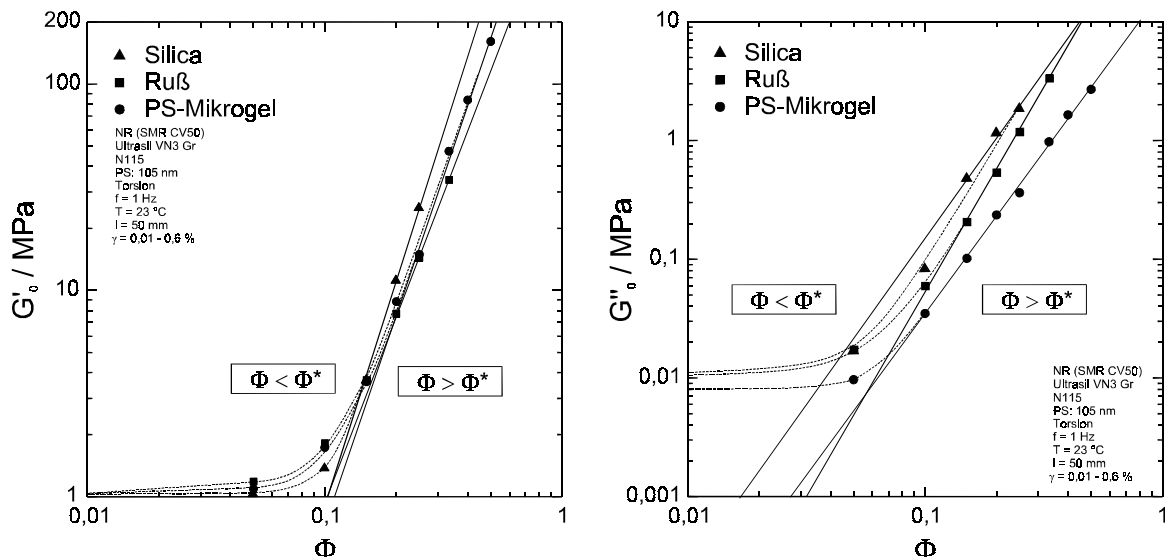 200
100
10
1
G'₀ / MPa
Silica
Ruß
PS-Mikrogel
NR (SMR CV50)
Ultrasil VN3 Gr
N115
PS: 105 nm
Torsion
f = 1 Hz
T = 23 ºC
l = 50 mm
γ = 0,01 - 0,6 %
Φ < Φ*
Φ > Φ*
0,01
0,1
1
Φ
10
1
0,1
0,01
0,001
G''₀ / MPa
Silica
Ruß
PS-Mikrogel
Φ < Φ*
Φ > Φ*
NR (SMR CV50)
Ultrasil VN3 Gr
N115
PS: 105 nm
Torsion
f = 1 Hz
T = 23 ºC
l = 50 mm
γ = 0,01 - 0,6 %
0,01
0,1
1
Φ